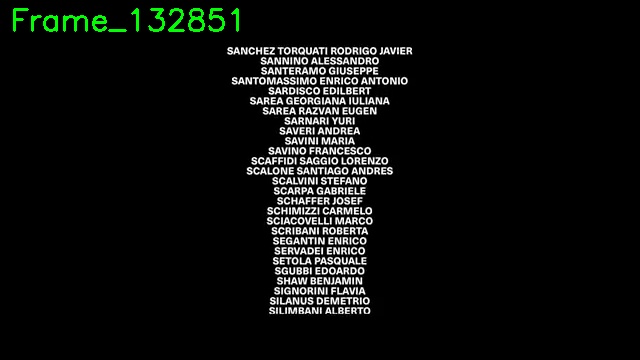 Frame_132851
SANCHEZ TORQUATI RODRIGO JAVIER
SANNINO ALESSANDRO
SANTERAMO GIUSEPPE
SANTOMASSIMO ENRICO ANTONIO
SARDISCO EDILBERT
SAREA GEORGIANA IULIANA
SAREA RAZVAN EUGEN
SARNARI YURI
SAVERI ANDREA
SAVINI MARIA
SAVINO FRANCESCO
SCAFFIDI SAGGIO LORENZO
SCALONE SANTIAGO ANDRES
SCALVINI STEFANO
SCARPA GABRIELE
SCHAFFER JOSEF
SCHIMIZZI CARMELO
SCIACOVELLI MARCO
SCRIBANI ROBERTA
SEGANTIN ENRICO
SERVADEI ENRICO
SETOLA PASQUALE
SGUBBI EDOARDO
SHAW BENJAMIN
SIGNORINI FLAVIA
SILANUS DEMETRIO
SILIMBANI ALBERTO